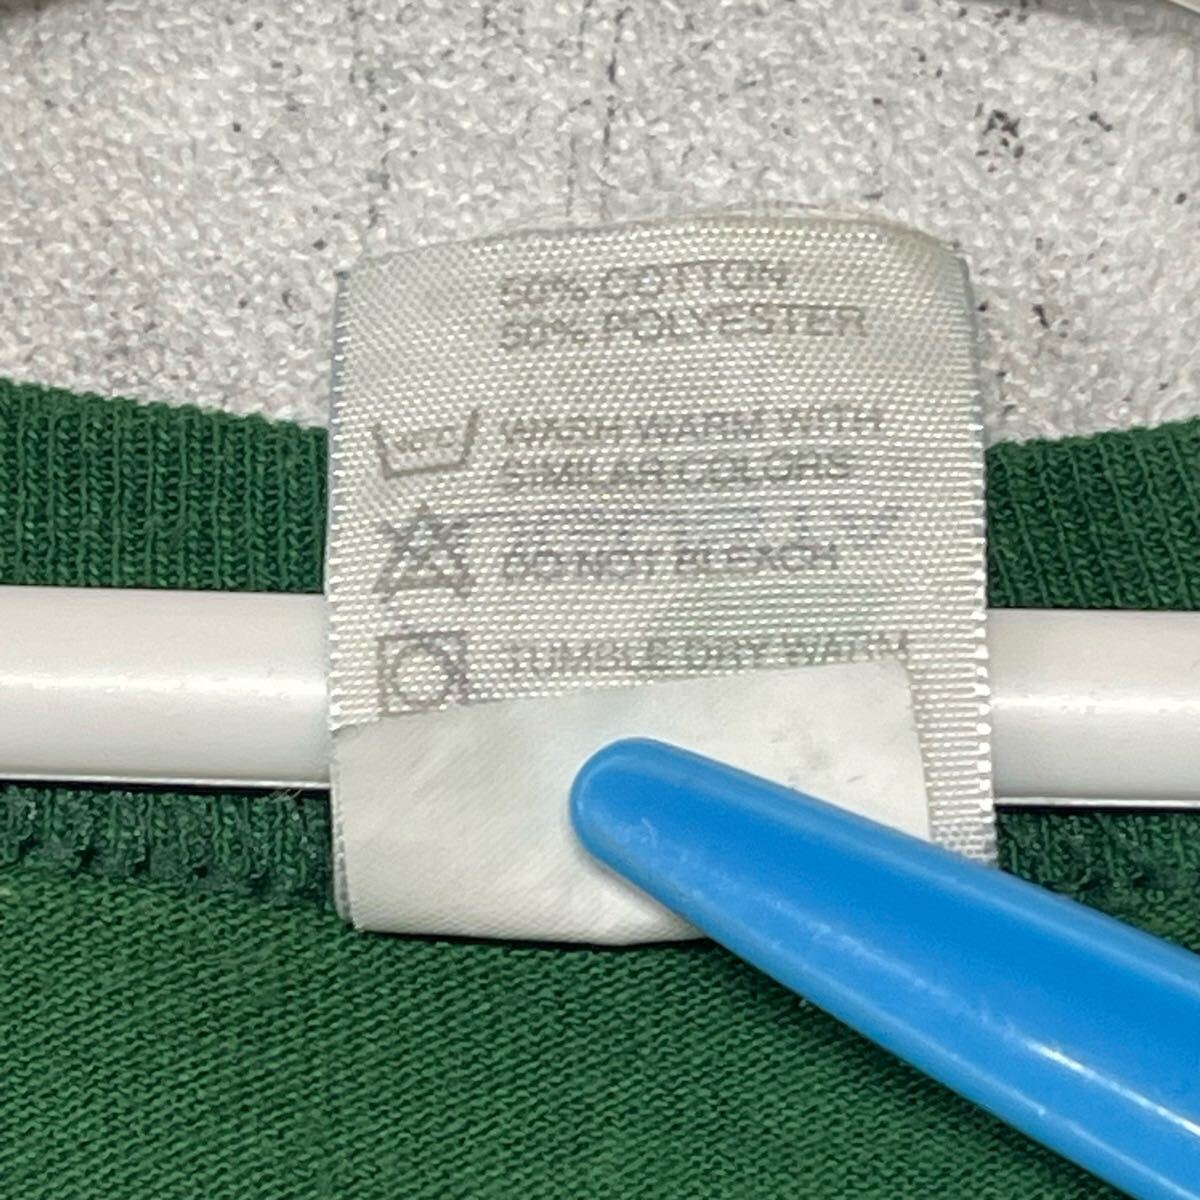 50% COTTON
50% POLYESTER
WASH WARM WITH
SIMILAR COLORS
DO NOT BLEACH
TUMBLE DRY WARM